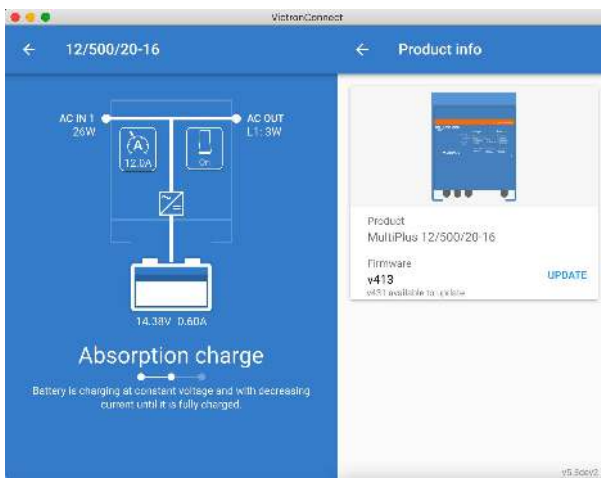 VictronConnect
12/500/20-16
AC IN 1
26W
AC OUT
L1: 3W
(A)
12.0A
On
14.38V 0.60A
Absorption charge
Battery is charging at constant voltage and with decreasing
current until it is fully charged.
Product info
Product
MultiPlus 12/500/20-16
Firmware
v413
UPDATE
v431 available to update